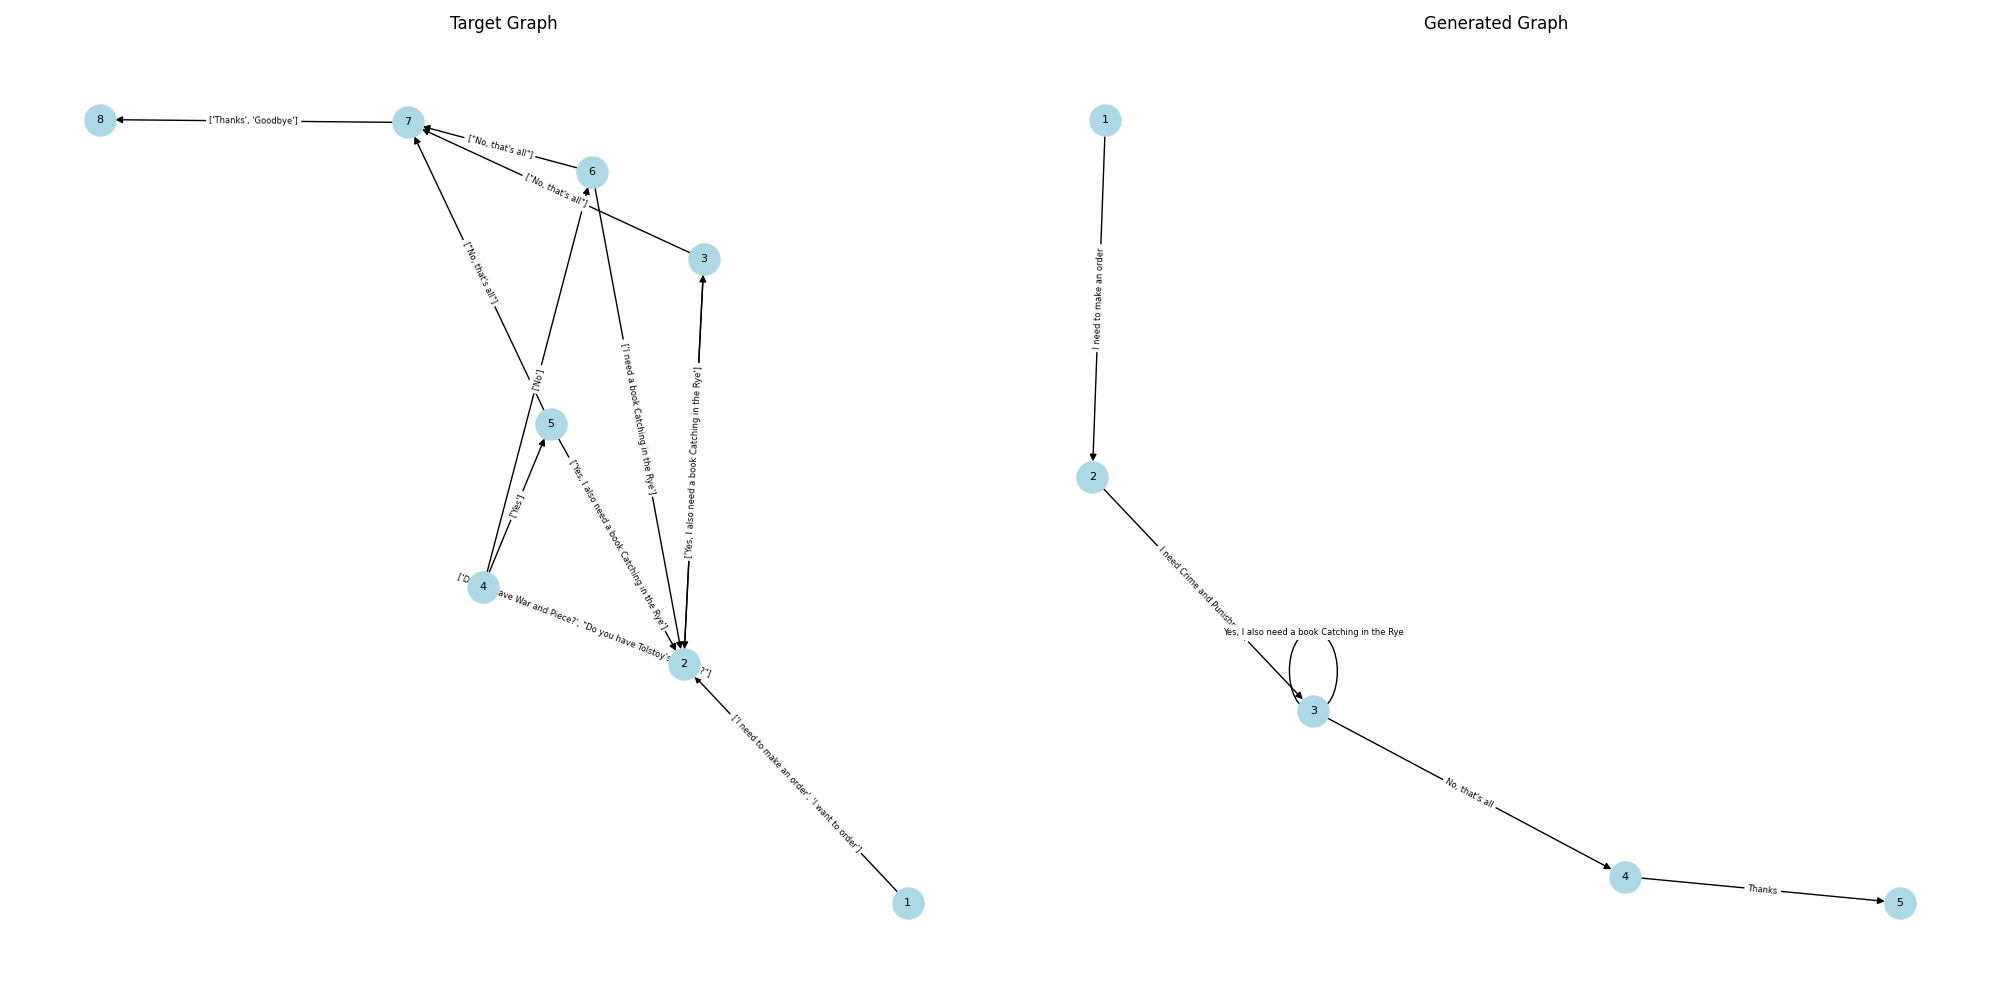 Target Graph
8
['Thanks', 'Goodbye']
7
["No, that's all"]
6
["No, that's all"]
3
["No, that's all"]
['No']
['I need a book Catching in the Rye']
['Yes, I also need a book Catching in the Rye']
5
['Yes']
['Yes, I also need a book Catching in the Rye']
4
ave War and Piece?', "Do you have Tolstoy's
?"]
2
['I need to make an order', 'I want to order']
1
Generated Graph
1
I need to make an order
2
I need Crime and
Yes, I also need a book Catching in the Rye
3
No, that's all
4
Thanks
5